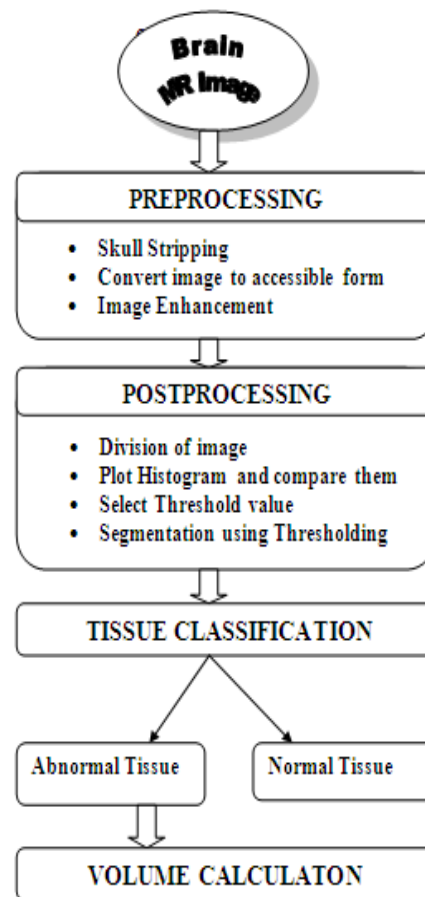 Brain
MR Image
PREPROCESSING
• Skull Stripping
• Convert image to accessible form
• Image Enhancement
POSTPROCESSING
• Division of image
• Plot Histogram and compare them
• Select Threshold value
• Segmentation using Thresholding
TISSUE CLASSIFICATION
Abnormal Tissue
Normal Tissue
VOLUME CALCULATON